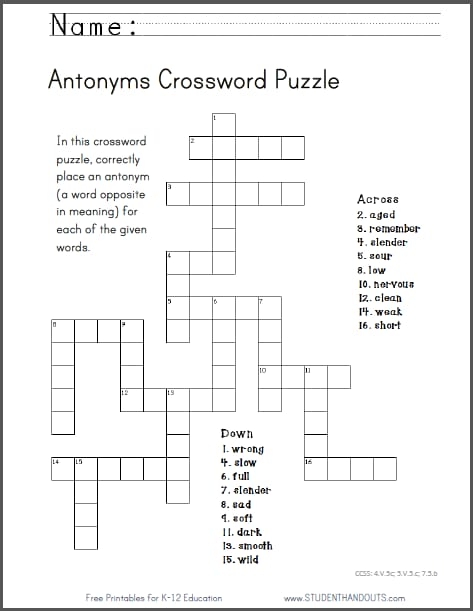 Name:
Antonyms Crossword Puzzle
In this crossword
puzzle, correctly
place an antonym
(a word opposite
in meaning) for
each of the given
words.
1
2
3
4
5 6 7
8 9
10 11
12 13
14 15
16
Across
2. aged
3. remember
4. slender
5. sour
8. low
10. nervous
12. clean
14. weak
16. short
Down
1. wrong
4. slow
6. full
7. slender
8. sad
9. soft
11. dark
13. smooth
15. wild
CCSS: 4.V.5c; 5.V.5.c; 7.5.b
Free Printables for K-12 Education
www.STUDENTHANDOUTS.com